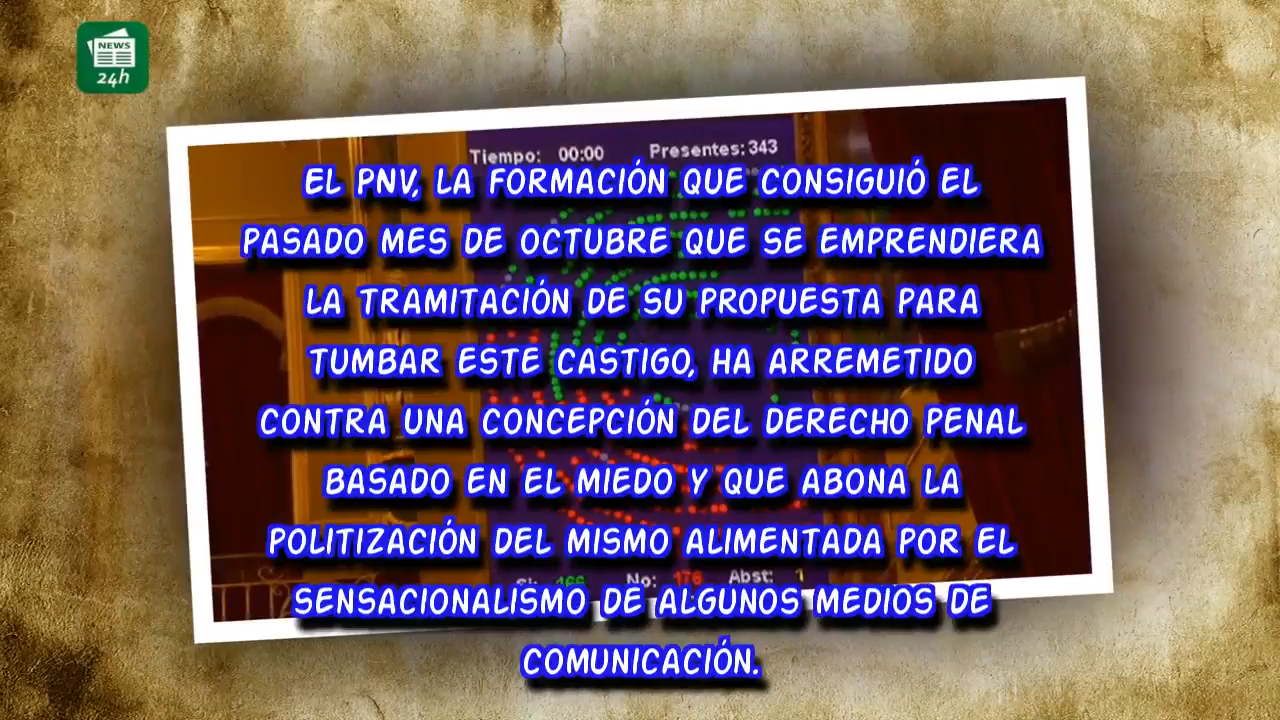 NEWS
24h
Tiempo: 00:00 Presentes: 343
EL PNV, LA FORMACIÓN QUE CONSIGUIÓ EL
PASADO MES DE OCTUBRE QUE SE EMPRENDIERA
LA TRAMITACIÓN DE SU PROPUESTA PARA
TUMBAR ESTE CASTIGO, HA ARREMETIDO
CONTRA UNA CONCEPCIÓN DEL DERECHO PENAL
BASADO EN EL MIEDO Y QUE ABONA LA
POLITIZACIÓN DEL MISMO ALIMENTADA POR EL
No: Abst: 1
SENSACIONALISMO DE ALGUNOS MEDIOS DE
COMUNICACIÓN.